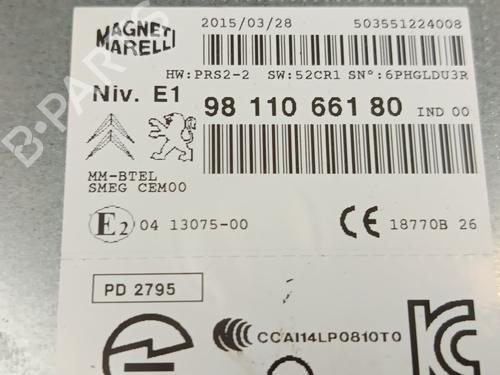 MAGNETI
MARELLI
2015/03/28
503551224008
HW:PRS2-2 SW:52CR1 SN°:6PHGLDU3R
Niv. E1
98 110 661 80 IND 00
MM-BTEL
SMEG CEM00
E2 04 13075-00
CE 18770B 26
PD 2795
CCAI14LP0810T0